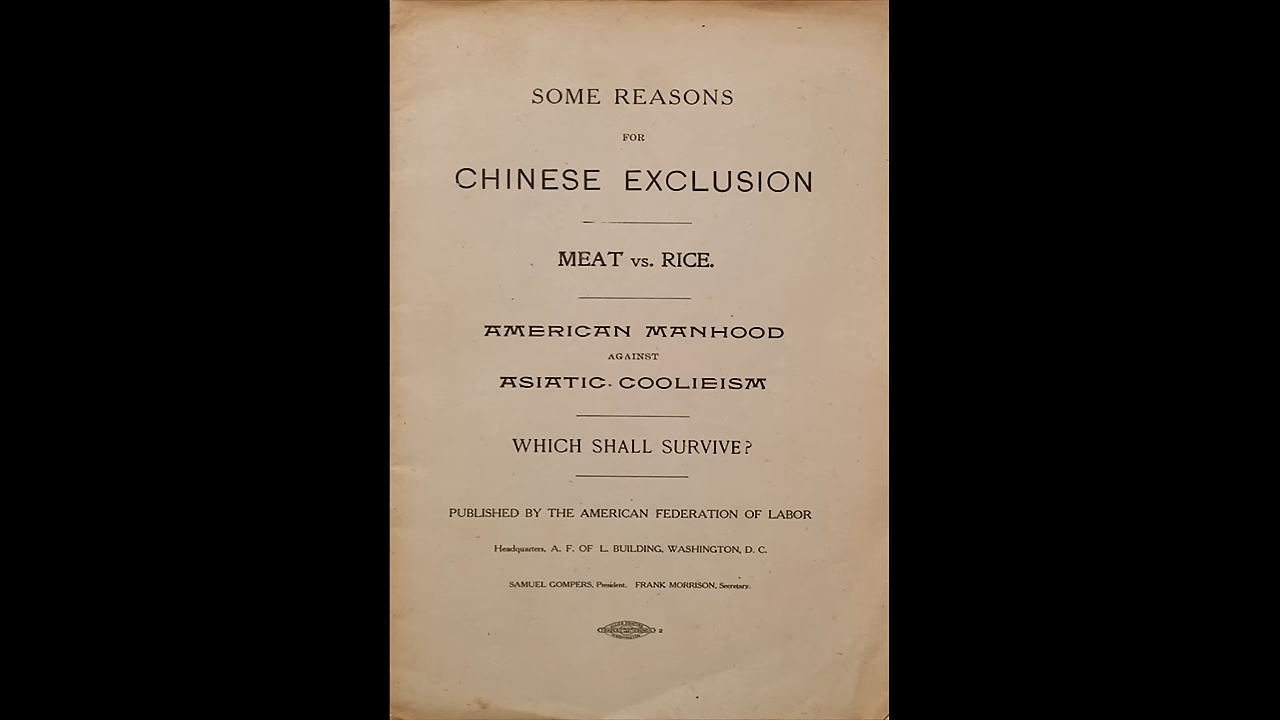 SOME REASONS
FOR
CHINESE EXCLUSION
MEAT vs. RICE.
AMERICAN MANHOOD
AGAINST
ASIATIC COOLIEISM
WHICH SHALL SURVIVE?
PUBLISHED BY THE AMERICAN FEDERATION OF LABOR
Headquarters, A. F. OF L. BUILDING, WASHINGTON, D. C.
SAMUEL GOMPERS, President. FRANK MORRISON, Secretary.
2